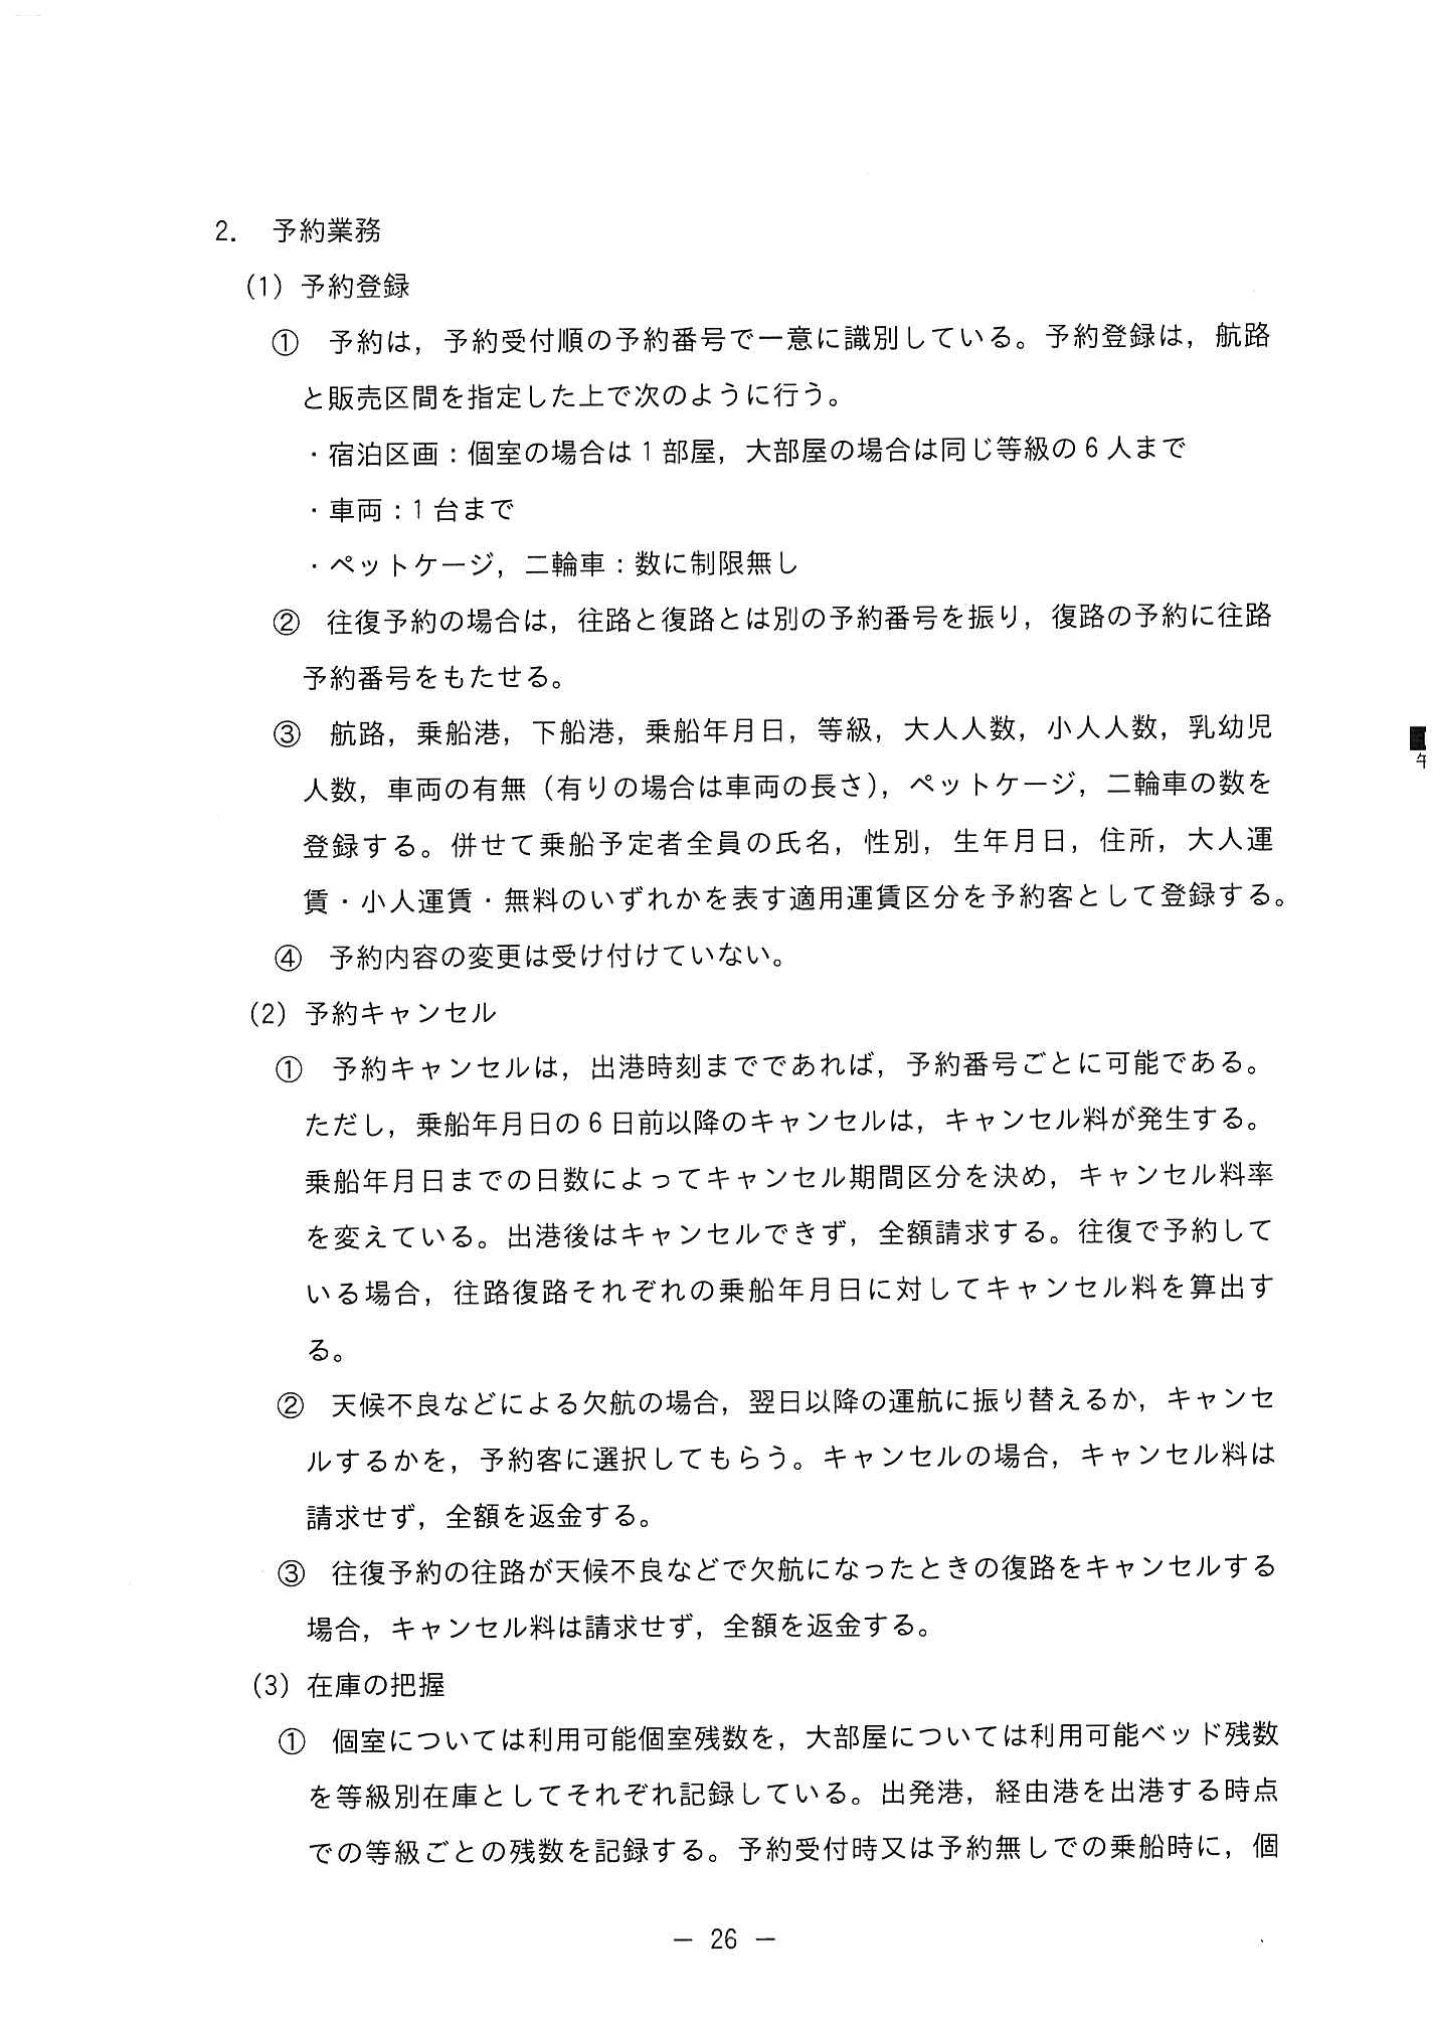 2.　予約業務
(1) 予約登録
①　予約は，予約受付順の予約番号で一意に識別している。予約登録は，航路
と販売区間を指定した上で次のように行う。
・宿泊区画：個室の場合は1部屋，大部屋の場合は同じ等級の6人まで
・車両：1台まで
・ペットケージ，二輪車：数に制限無し
②　往復予約の場合は，往路と復路とは別の予約番号を振り，復路の予約に往路
予約番号をもたせる。
③　航路，乗船港，下船港，乗船年月日，等級，大人人数，小人人数，乳幼児
人数，車両の有無（有りの場合は車両の長さ），ペットケージ，二輪車の数を
登録する。併せて乗船予定者全員の氏名，性別，生年月日，住所，大人運
賃・小人運賃・無料のいずれかを表す適用運賃区分を予約客として登録する。
④　予約内容の変更は受け付けていない。
(2) 予約キャンセル
①　予約キャンセルは，出港時刻までであれば，予約番号ごとに可能である。
ただし，乗船年月日の6日前以降のキャンセルは，キャンセル料が発生する。
乗船年月日までの日数によってキャンセル期間区分を決め，キャンセル料率
を変えている。出港後はキャンセルできず，全額請求する。往復で予約して
いる場合，往路復路それぞれの乗船年月日に対してキャンセル料を算出す
る。
②　天候不良などによる欠航の場合，翌日以降の運航に振り替えるか，キャンセ
ルするかを，予約客に選択してもらう。キャンセルの場合，キャンセル料は
請求せず，全額を返金する。
③　往復予約の往路が天候不良などで欠航になったときの復路をキャンセルする
場合，キャンセル料は請求せず，全額を返金する。
(3) 在庫の把握
①　個室については利用可能個室残数を，大部屋については利用可能ベッド残数
を等級別在庫としてそれぞれ記録している。出発港，経由港を出港する時点
での等級ごとの残数を記録する。予約受付時又は予約無しでの乗船時に，個
－ 26 －